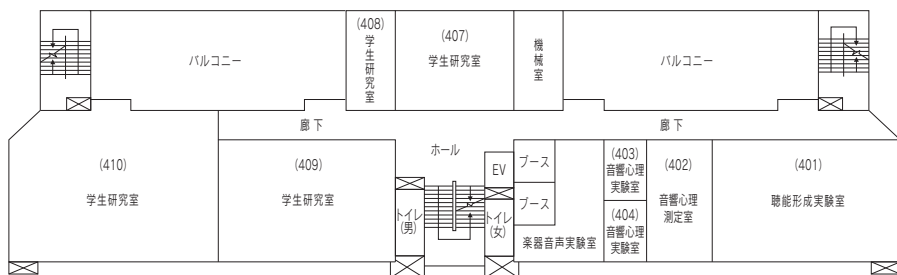 バルコニー
(408)
学生研究室
(407)
学生研究室
機械室
バルコニー
廊下
ホール
廊下
(410)
学生研究室
(409)
学生研究室
トイレ
(男)
EV
トイレ
(女)
ブース
ブース
楽器音声実験室
(403)
音響心理
実験室
(404)
音響心理
実験室
(402)
音響心理
測定室
(401)
聴能形成実験室